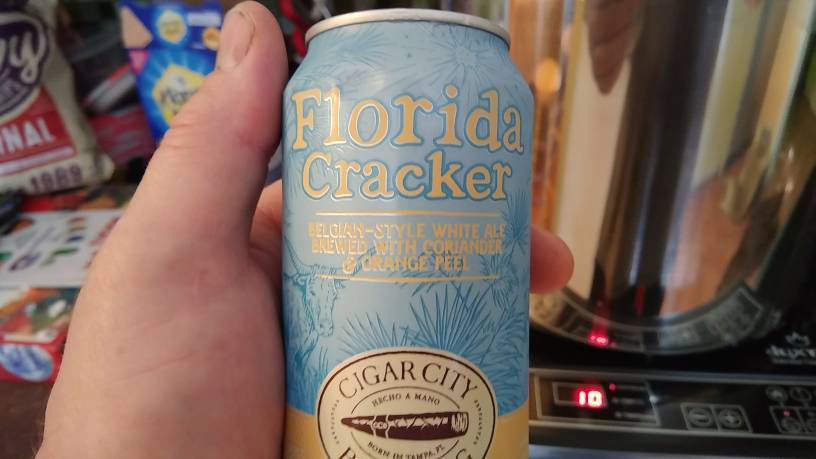 Florida
Cracker
BELGIAN-STYLE WHITE ALE
BREWED WITH CORIANDER
& ORANGE PEEL
CIGAR CITY
HECHO A MANO
BORN IN TAMPA, FL
NAL
1989
10